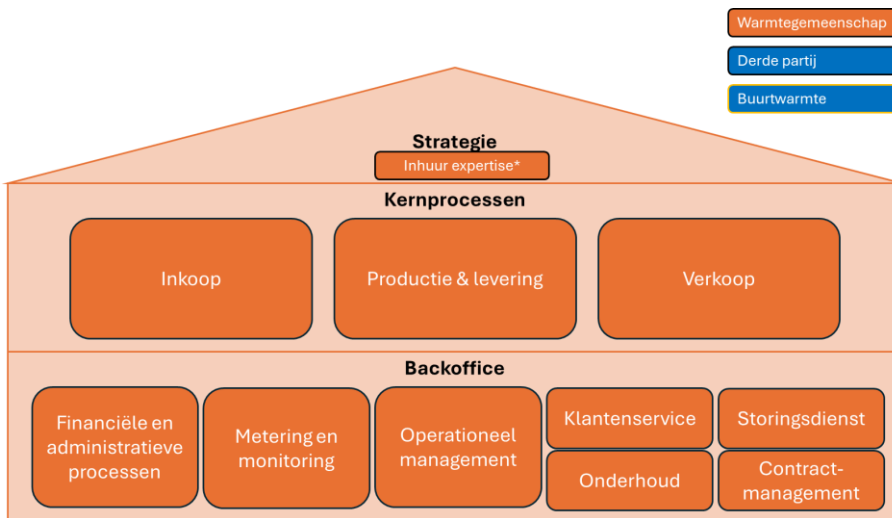 Warmtegemeenschap
Derde partij
Buurtwarmte
Strategie
Inhuur expertise*
Kernprocessen
Inkoop
Productie & levering
Verkoop
Backoffice
Financiële en
administratieve
processen
Metering en
monitoring
Operationeel
management
Klantenservice
Storingsdienst
Onderhoud
Contract-
management